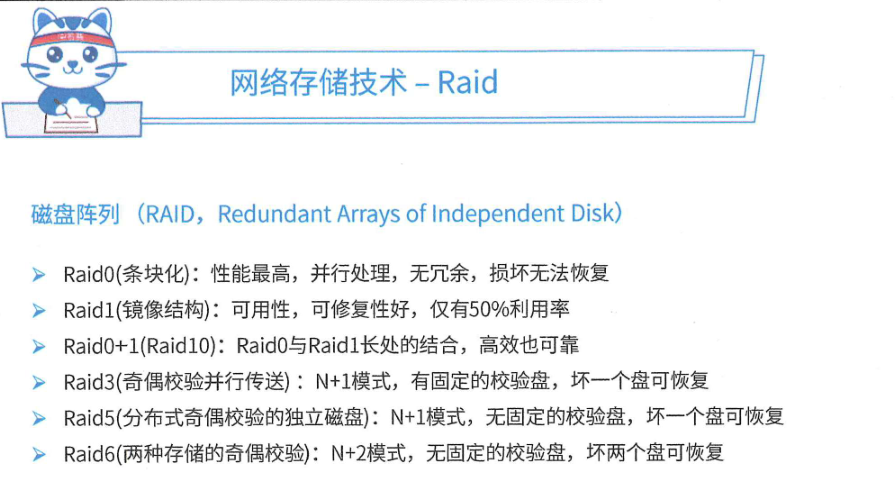 网络存储技术 – Raid
磁盘阵列（RAID，Redundant Arrays of Independent Disk）
➢ Raid0(条块化)：性能最高，并行处理，无冗余，损坏无法恢复
➢ Raid1(镜像结构)：可用性，可修复性好，仅有50%利用率
➢ Raid0+1(Raid10)：Raid0与Raid1长处的结合，高效也可靠
➢ Raid3(奇偶校验并行传送)：N+1模式，有固定的校验盘，坏一个盘可恢复
➢ Raid5(分布式奇偶校验的独立磁盘)：N+1模式，无固定的校验盘，坏一个盘可恢复
➢ Raid6(两种存储的奇偶校验)：N+2模式，无固定的校验盘，坏两个盘可恢复